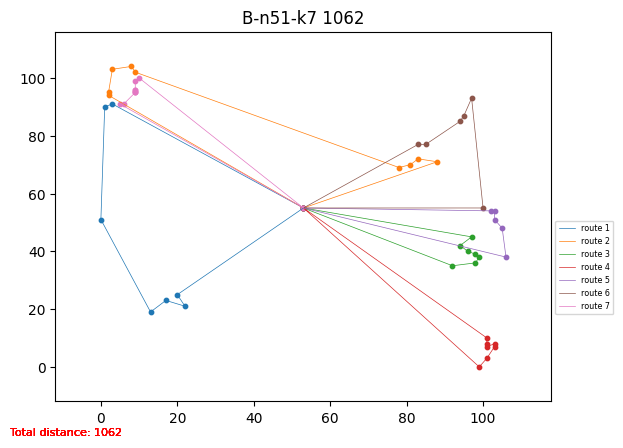 B-n51-k7 1062
100
80
60
40
20
0
0 20 40 60 80 100
route 1
route 2
route 3
route 4
route 5
route 6
route 7
Total distance: 1062